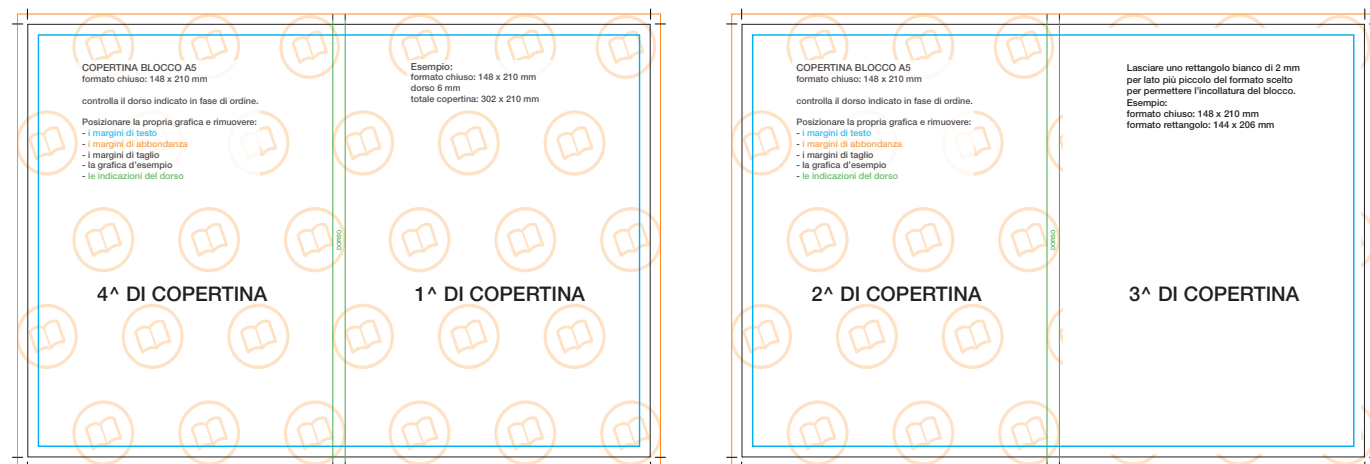 COPERTINA BLOCCO A5
formato chiuso: 148 x 210 mm
controlla il dorso indicato in fase di ordine.
Posizionare la propria grafica e rimuovere:
- i margini di testo
- i margini di abbondanza
- i margini di taglio
- la grafica d'esempio
- le indicazioni del dorso
4^ DI COPERTINA
DORSO
Esempio:
formato chiuso: 148 x 210 mm
dorso 6 mm
totale copertina: 302 x 210 mm
1^ DI COPERTINA
COPERTINA BLOCCO A5
formato chiuso: 148 x 210 mm
controlla il dorso indicato in fase di ordine.
Posizionare la propria grafica e rimuovere:
- i margini di testo
- i margini di abbondanza
- i margini di taglio
- la grafica d'esempio
- le indicazioni del dorso
2^ DI COPERTINA
DORSO
Lasciare uno rettangolo bianco di 2 mm
per lato più piccolo del formato scelto
per permettere l'incollatura del blocco.
Esempio:
formato chiuso: 148 x 210 mm
formato rettangolo: 144 x 206 mm
3^ DI COPERTINA